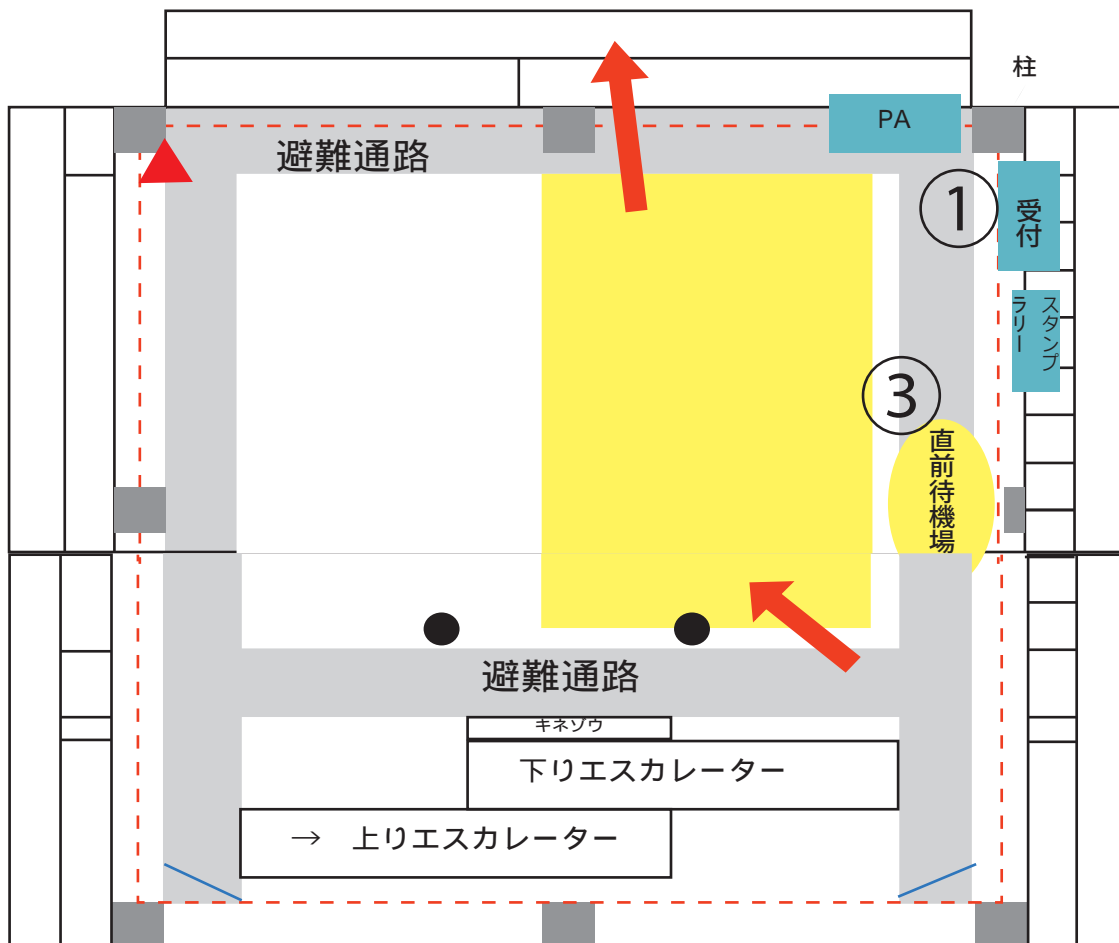 柱
PA
避難通路
①
受付
スタンプ
ラリー
③
直前待機場
避難通路
キネゾウ
下りエスカレーター
→ 上りエスカレーター